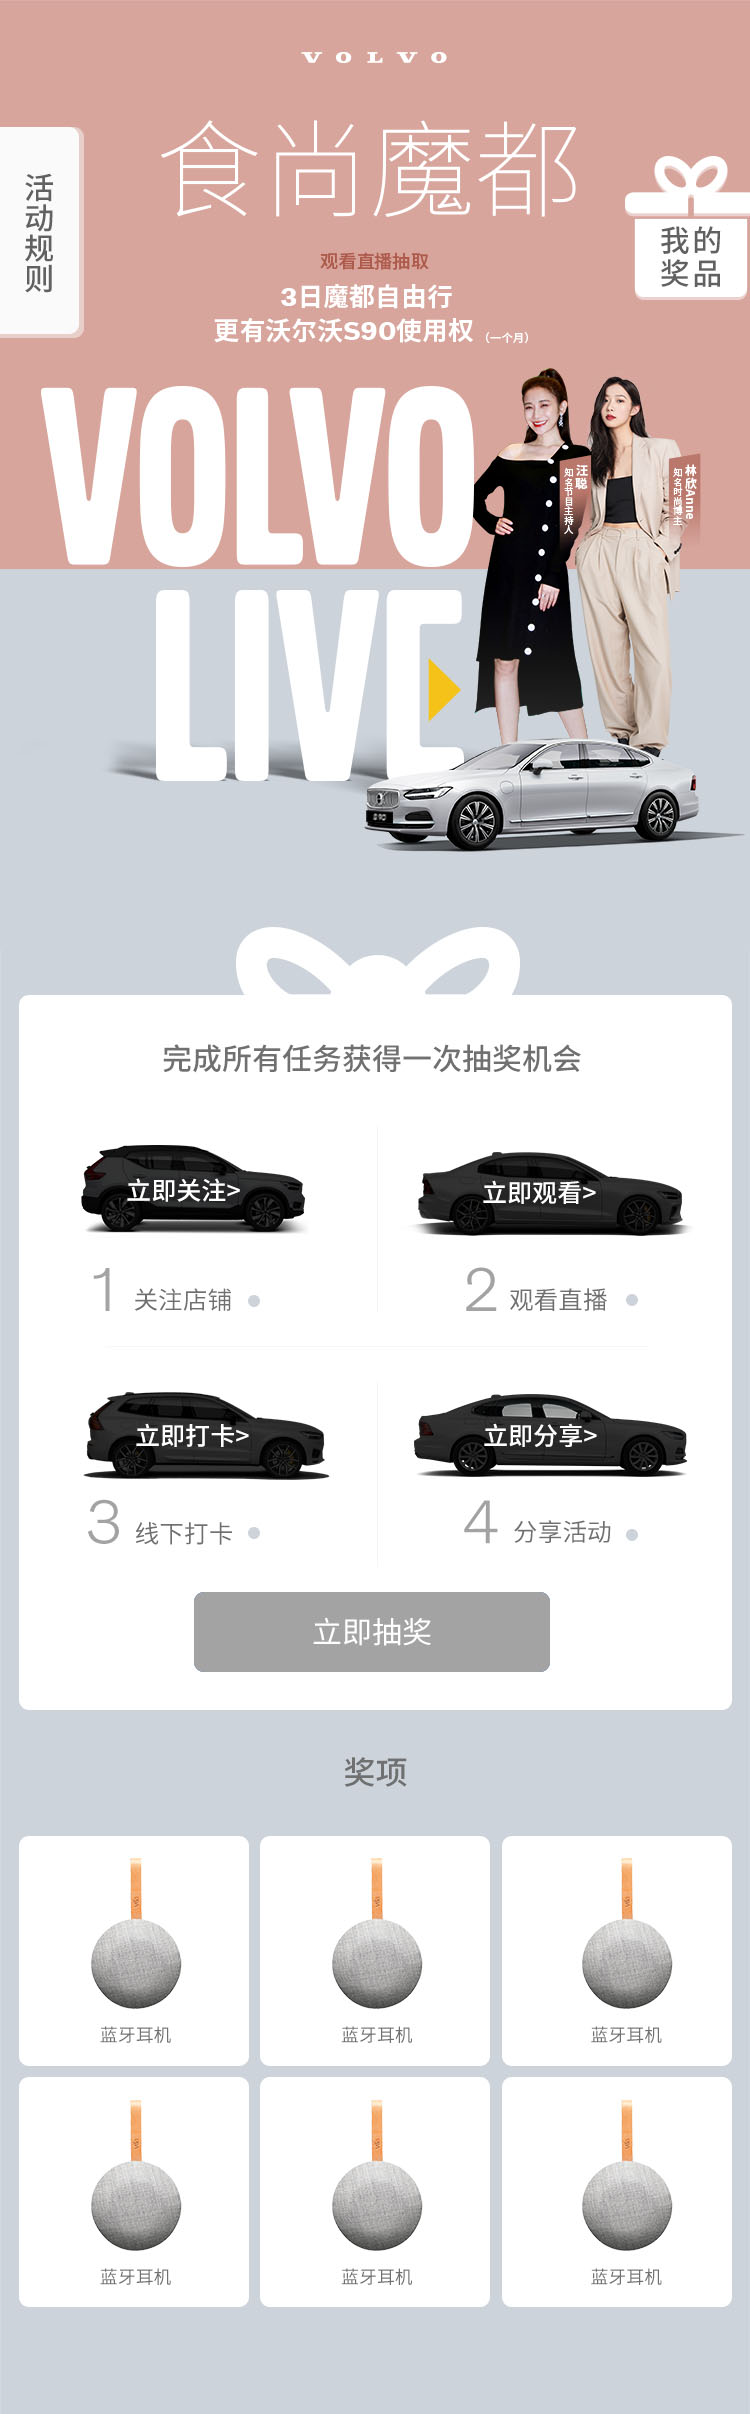 VOLVO
食尚魔都
活动规则
我的
奖品
观看直播抽取
3日魔都自由行
更有沃尔沃S90使用权 (一个月)
VOLVO
LIVE
汪聪
知名节目主持人
林欣Anne
知名时尚博主
完成所有任务获得一次抽奖机会
立即关注>
立即观看>
1 关注店铺
2 观看直播
立即打卡>
立即分享>
3 线下打卡
4 分享活动
立即抽奖
奖项
蓝牙耳机
蓝牙耳机
蓝牙耳机
蓝牙耳机
蓝牙耳机
蓝牙耳机